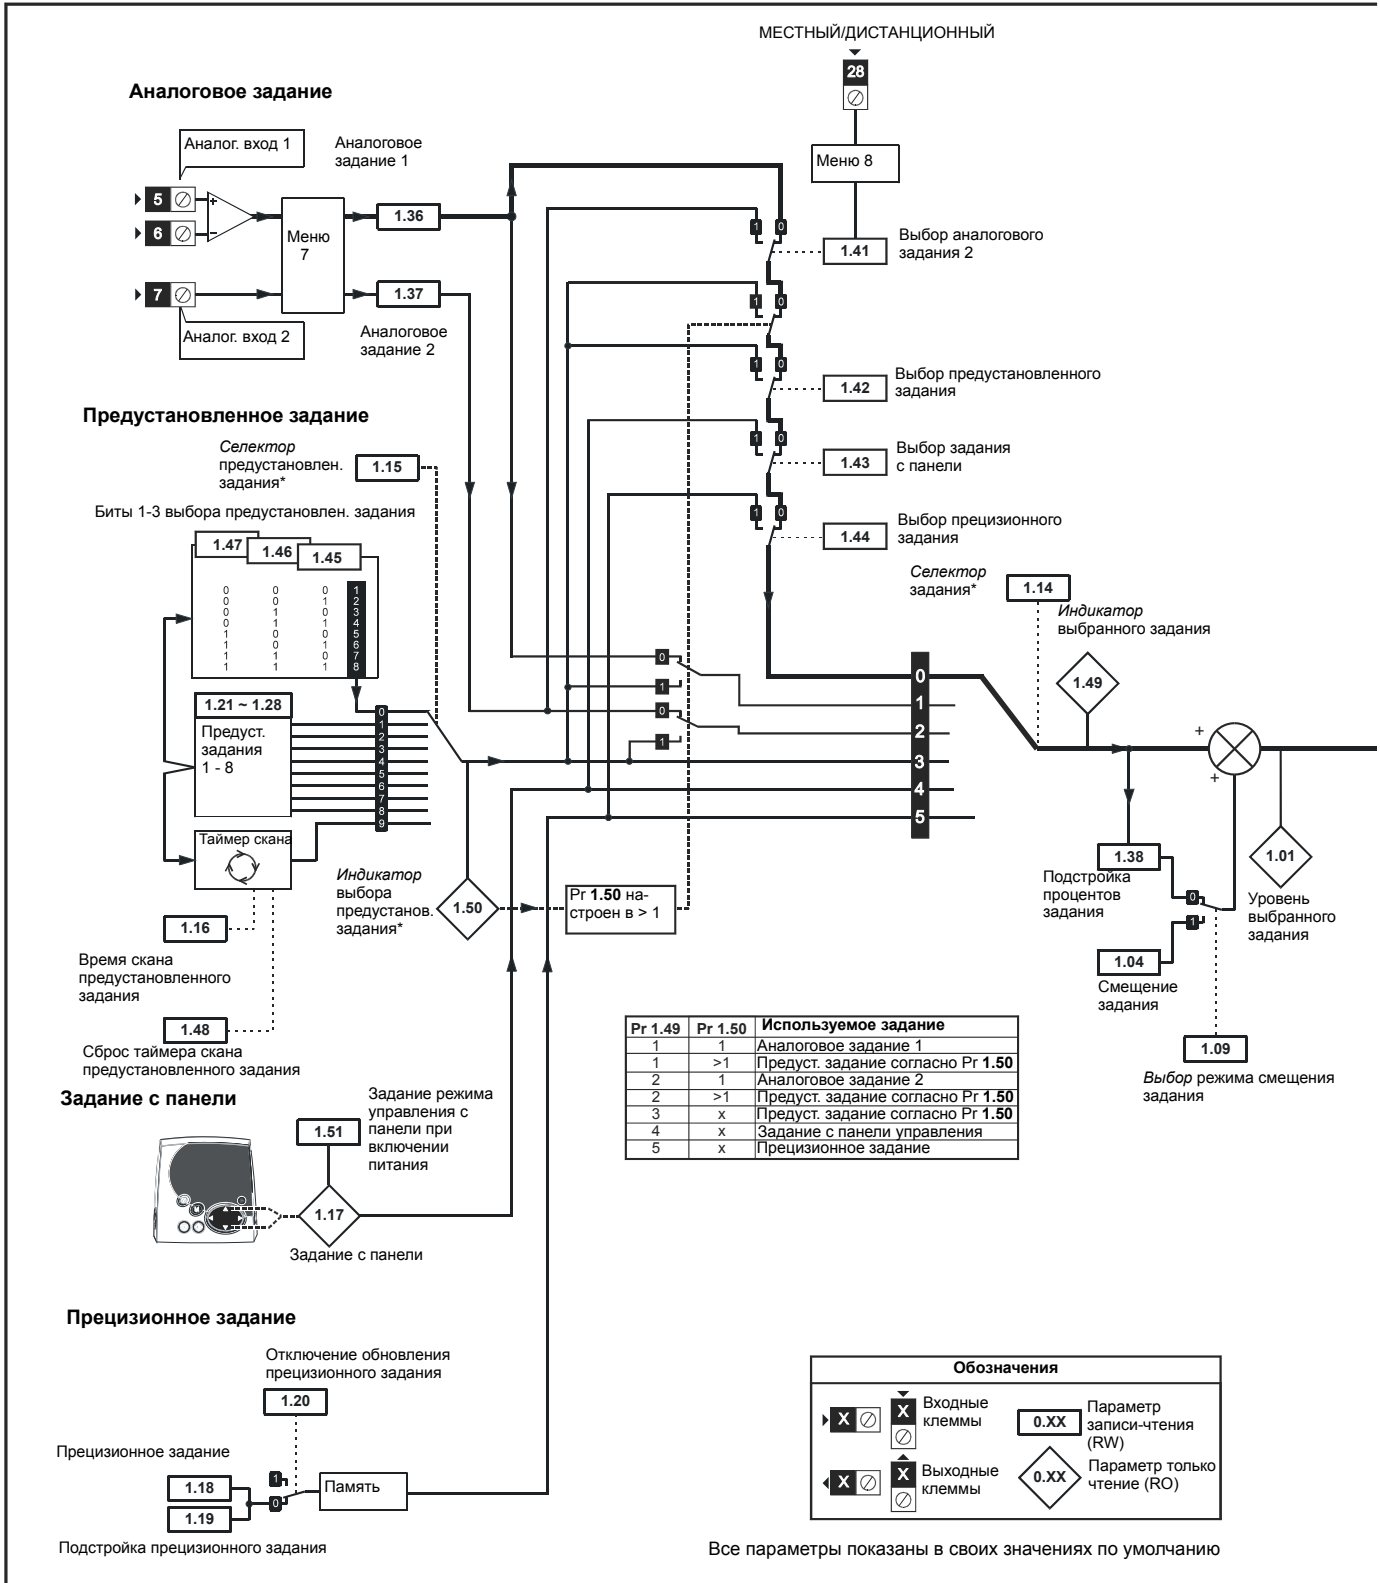 МЕСТНЫЙ/ДИСТАНЦИОННЫЙ
28
Меню 8
Аналоговое задание
Аналог. вход 1
Аналоговое
задание 1
5
+
6
−
Меню
7
1.36
7
1.37
Аналог. вход 2
Аналоговое
задание 2
1
0
1.41
Выбор аналогового
задания 2
1
0
1
0
1.42
Выбор предустановленного
задания
1
0
1.43
Выбор задания
с панели
1
0
1.44
Выбор прецизионного
задания
Предустановленное задание
Селектор
предустановлен.
задания*
1.15
Биты 1-3 выбора предустановлен. задания
1.47
1.46
1.45
0 0 0 1
0 0 1 2
0 1 0 3
0 1 1 4
1 0 0 5
1 0 1 6
1 1 0 7
1 1 1 8
1.21 ~ 1.28
Предуст.
задания
1 - 8
0
1
2
3
4
5
6
7
8
9
Таймер скана
1.16
Время скана
предустановленного
задания
1.48
Сброс таймера скана
предустановленного задания
Индикатор
выбора
предустанов.
задания*
1.50
Pr 1.50 на-
строен в > 1
0
1
0
1
0
1
2
3
4
5
Селектор
задания*
1.14
Индикатор
выбранного задания
1.49
+
+
1.38
Подстройка
процентов
задания
0
1
1.04
Смещение
задания
1.01
Уровень
выбранного
задания
1.09
Выбор режима смещения
задания
Pr 1.49 Pr 1.50 Используемое задание
1 1 Аналоговое задание 1
1 >1 Предуст. задание согласно Pr 1.50
2 1 Аналоговое задание 2
2 >1 Предуст. задание согласно Pr 1.50
3 x Предуст. задание согласно Pr 1.50
4 x Задание с панели управления
5 x Прецизионное задание
Задание с панели
1.51
Задание режима
управления с
панели при
включении
питания
1.17
Задание с панели
Прецизионное задание
Отключение обновления
прецизионного задания
1.20
Прецизионное задание
1.18
1.19
1
0
Память
Подстройка прецизионного задания
Обозначения
X
X
Входные
клеммы
0.XX
Параметр
записи-чтения
(RW)
X
X
Выходные
клеммы
0.XX
Параметр только
чтение (RO)
Все параметры показаны в своих значениях по умолчанию